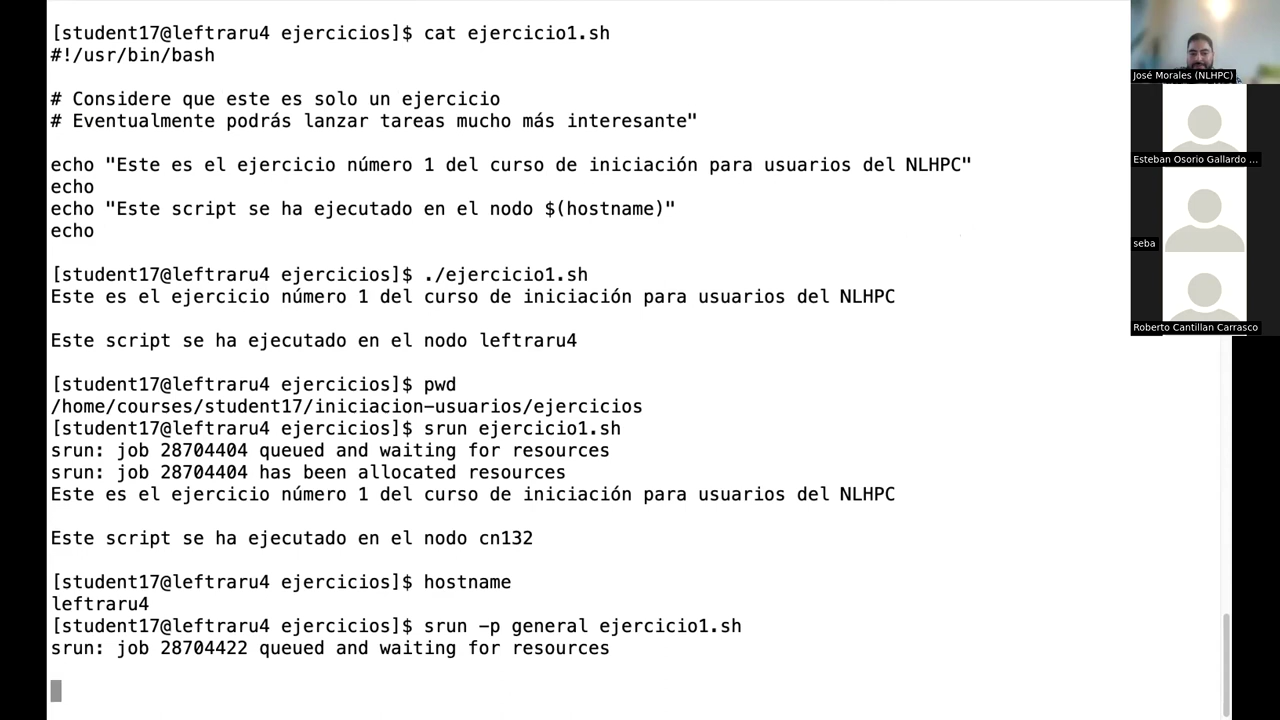 [student17@leftraru4 ejercicios]$ cat ejercicio1.sh
#!/usr/bin/bash
# Considere que este es solo un ejercicio
# Eventualmente podrás lanzar tareas mucho más interesante"
echo "Este es el ejercicio número 1 del curso de iniciación para usuarios del NLHPC"
echo
echo "Este script se ha ejecutado en el nodo $(hostname)"
echo
[student17@leftraru4 ejercicios]$ ./ejercicio1.sh
Este es el ejercicio número 1 del curso de iniciación para usuarios del NLHPC
Este script se ha ejecutado en el nodo leftraru4
[student17@leftraru4 ejercicios]$ pwd
/home/courses/student17/iniciacion-usuarios/ejercicios
[student17@leftraru4 ejercicios]$ srun ejercicio1.sh
srun: job 28704404 queued and waiting for resources
srun: job 28704404 has been allocated resources
Este es el ejercicio número 1 del curso de iniciación para usuarios del NLHPC
Este script se ha ejecutado en el nodo cn132
[student17@leftraru4 ejercicios]$ hostname
leftraru4
[student17@leftraru4 ejercicios]$ srun -p general ejercicio1.sh
srun: job 28704422 queued and waiting for resources
José Morales (NLHPC)
Esteban Osorio Gallardo ...
seba
Roberto Cantillan Carrasco